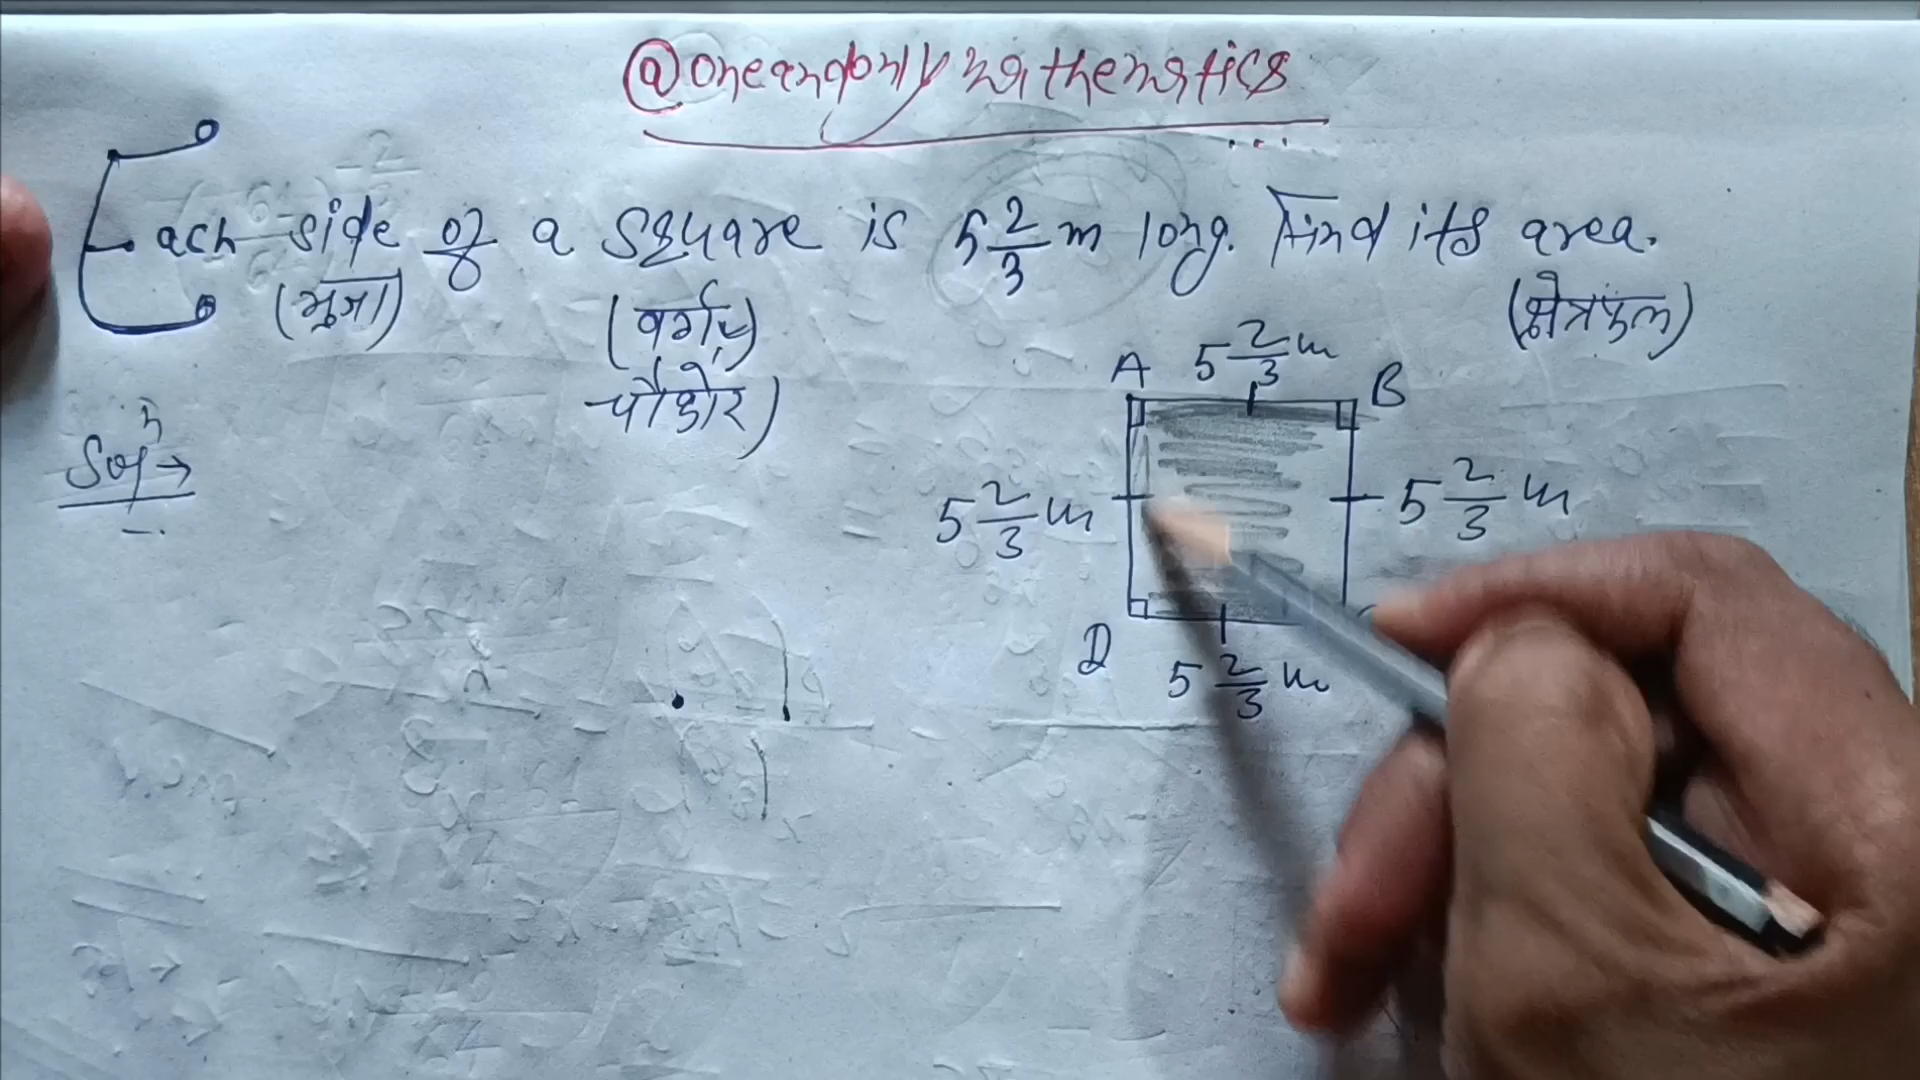 @oneandonlymathematics
Each side of a square is 5 2/3 m long. Find its area.
(भुजा) (वर्ग, (क्षेत्रफल)
चौकोर)
Solⁿ→
A 5 2/3 m B
5 2/3 m 5 2/3 m
D
5 2/3 m